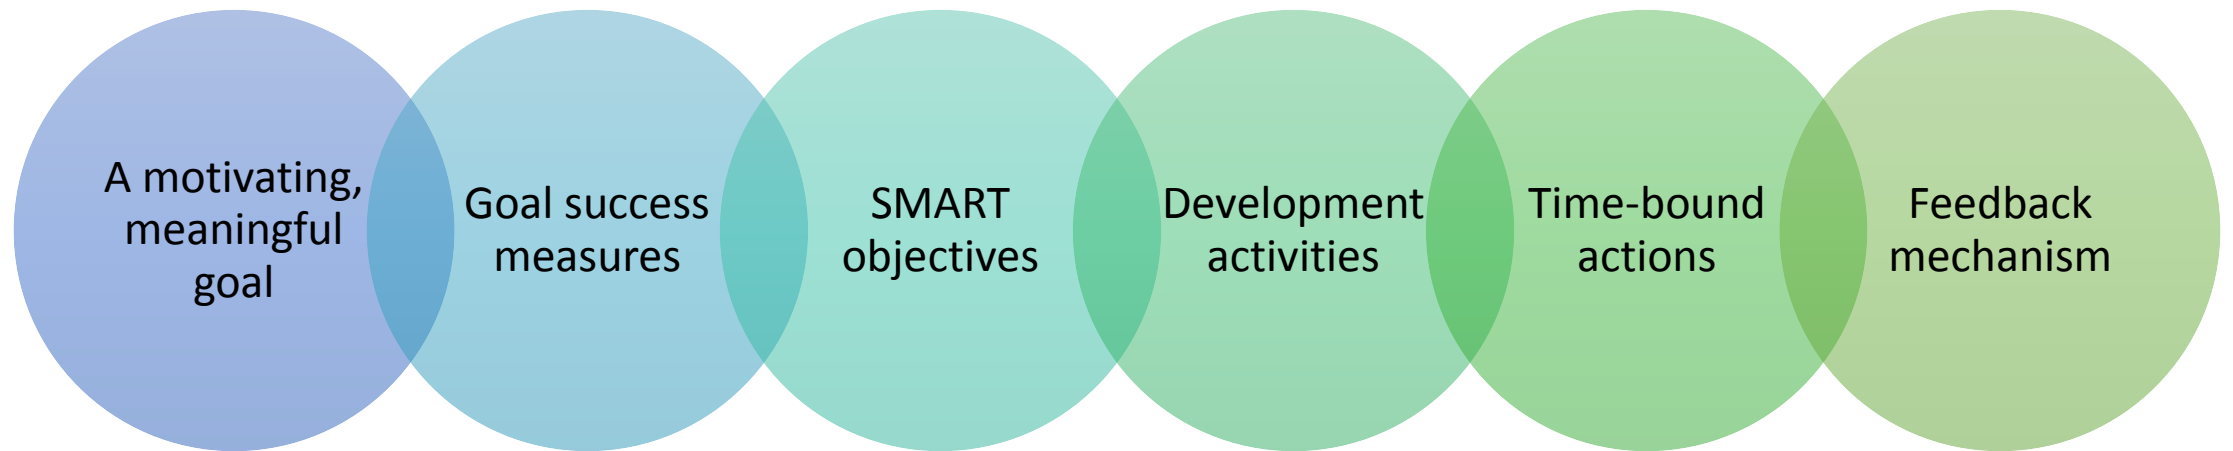 A motivating,
meaningful
goal
Goal success
measures
SMART
objectives
Development
activities
Time-bound
actions
Feedback
mechanism